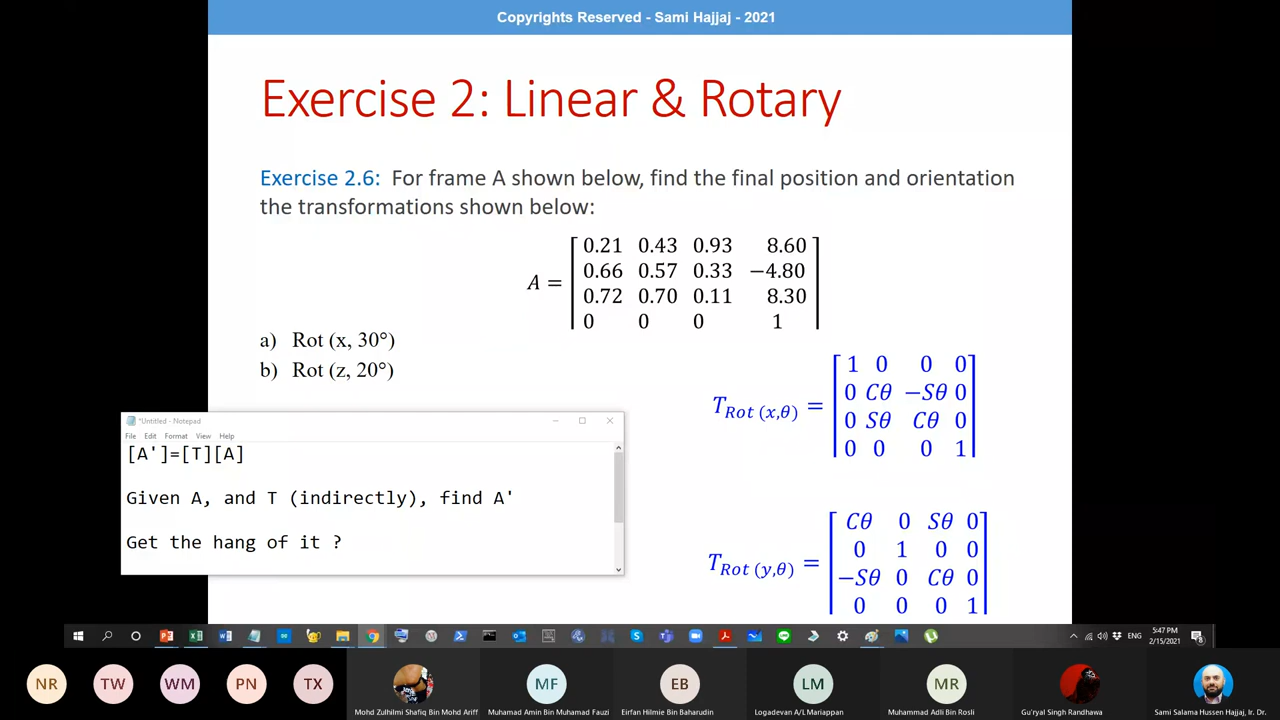 Copyrights Reserved - Sami Hajjaj - 2021
Exercise 2: Linear & Rotary
Exercise 2.6: For frame A shown below, find the final position and orientation
the transformations shown below:
A =
0.21 0.43 0.93 8.60
0.66 0.57 0.33 −4.80
0.72 0.70 0.11 8.30
0 0 0 1
a) Rot (x, 30°)
b) Rot (z, 20°)
T Rot (x,θ) =
1 0 0 0
0 Cθ −Sθ 0
0 Sθ Cθ 0
0 0 0 1
*Untitled - Notepad
File Edit Format View Help
[A']=[T][A]
Given A, and T (indirectly), find A'
Get the hang of it ?
T Rot (y,θ) =
Cθ 0 Sθ 0
0 1 0 0
−Sθ 0 Cθ 0
0 0 0 1
ENG
5:47 PM
2/15/2021
8
NR
TW
WM
PN
TX
MF
EB
LM
MR
Mohd Zulhilmi Shafiq Bin Mohd Ariff
Muhamad Amin Bin Muhamad Fauzi
Eirfan Hilmie Bin Baharudin
Logadevan A/L Mariappan
Muhammad Adli Bin Rosli
Gu'ryal Singh Randhawa
Sami Salama Hussen Hajjaj, Ir. Dr.